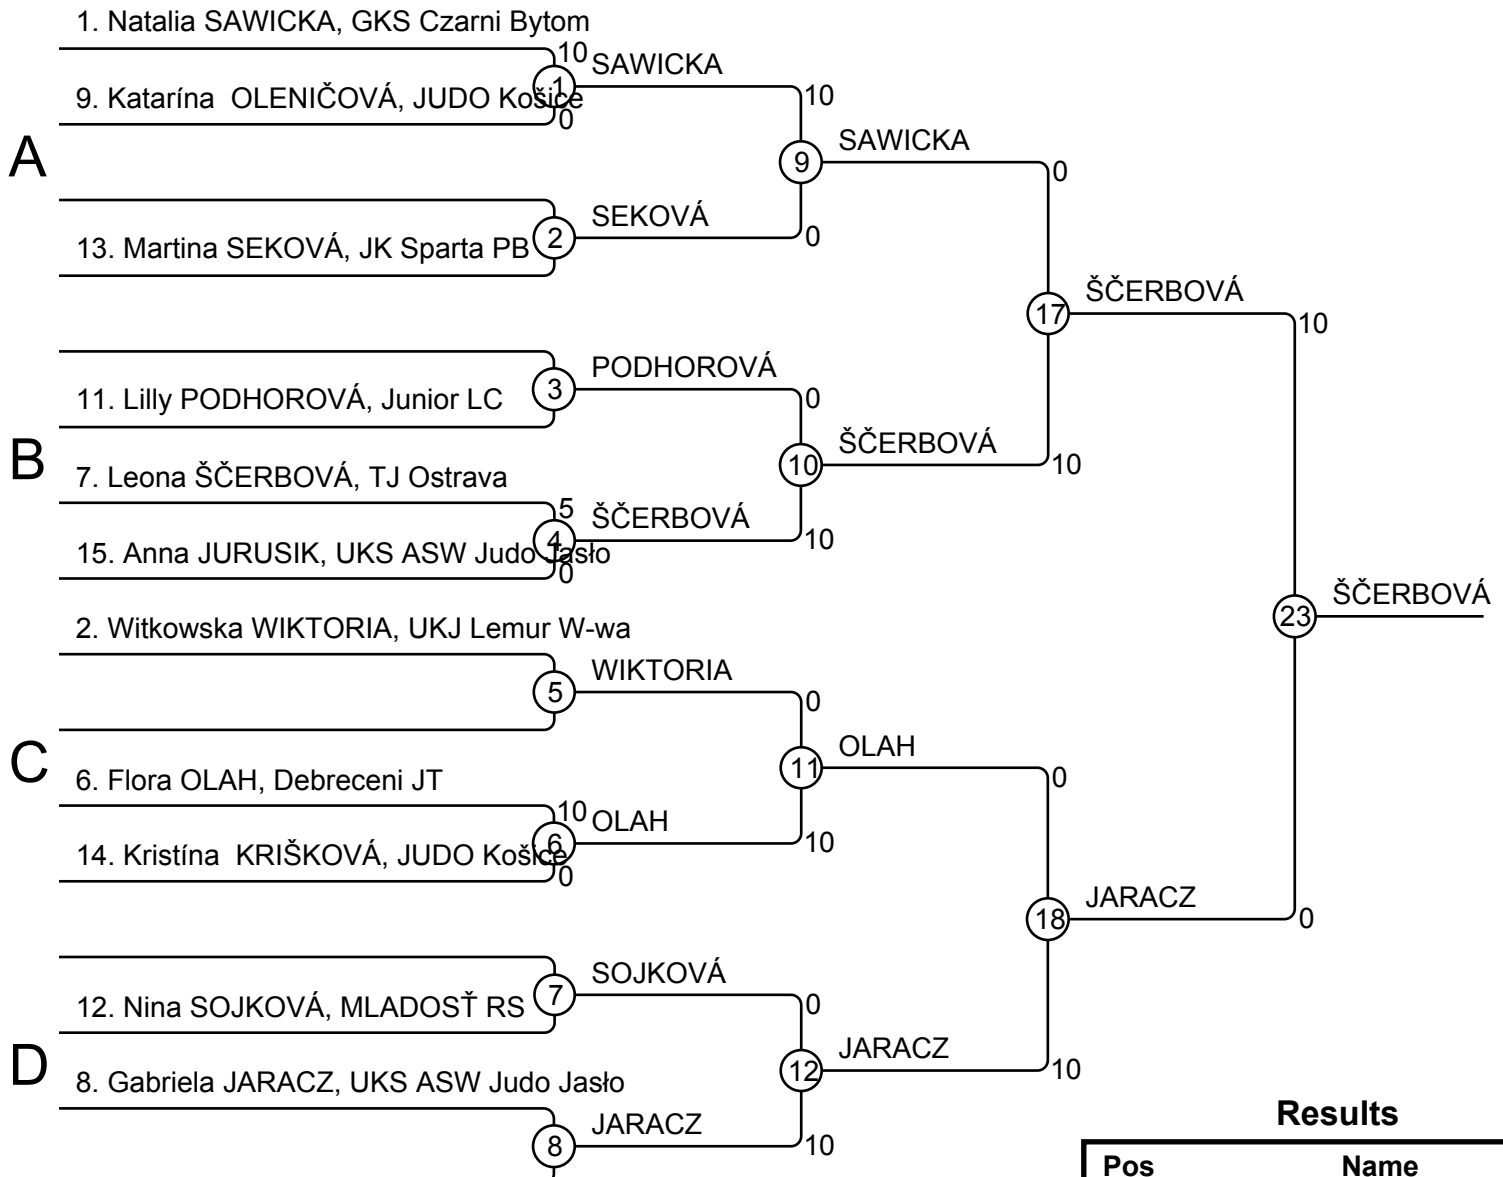 1. Natalia SAWICKA, GKS Czarni Bytom
10
SAWICKA
1
9. Katarína  OLENIČOVÁ, JUDO Košice
0
10
A
SAWICKA
9
0
SEKOVÁ
2
13. Martina SEKOVÁ, JK Sparta PB
0
ŠČERBOVÁ
17
10
PODHOROVÁ
3
11. Lilly PODHOROVÁ, Junior LC
0
B
ŠČERBOVÁ
10
10
7. Leona ŠČERBOVÁ, TJ Ostrava
5
ŠČERBOVÁ
4
10
15. Anna JURUSIK, UKS ASW Judo Jasło
0
ŠČERBOVÁ
23
2. Witkowska WIKTORIA, UKJ Lemur W-wa
WIKTORIA
5
0
C
OLAH
11
0
6. Flora OLAH, Debreceni JT
10
OLAH
6
10
14. Kristína  KRIŠKOVÁ, JUDO Košice
0
JARACZ
18
0
SOJKOVÁ
7
12. Nina SOJKOVÁ, MLADOSŤ RS
0
D
JARACZ
12
10
8. Gabriela JARACZ, UKS ASW Judo Jasło
JARACZ
8
10
Results
Pos Name